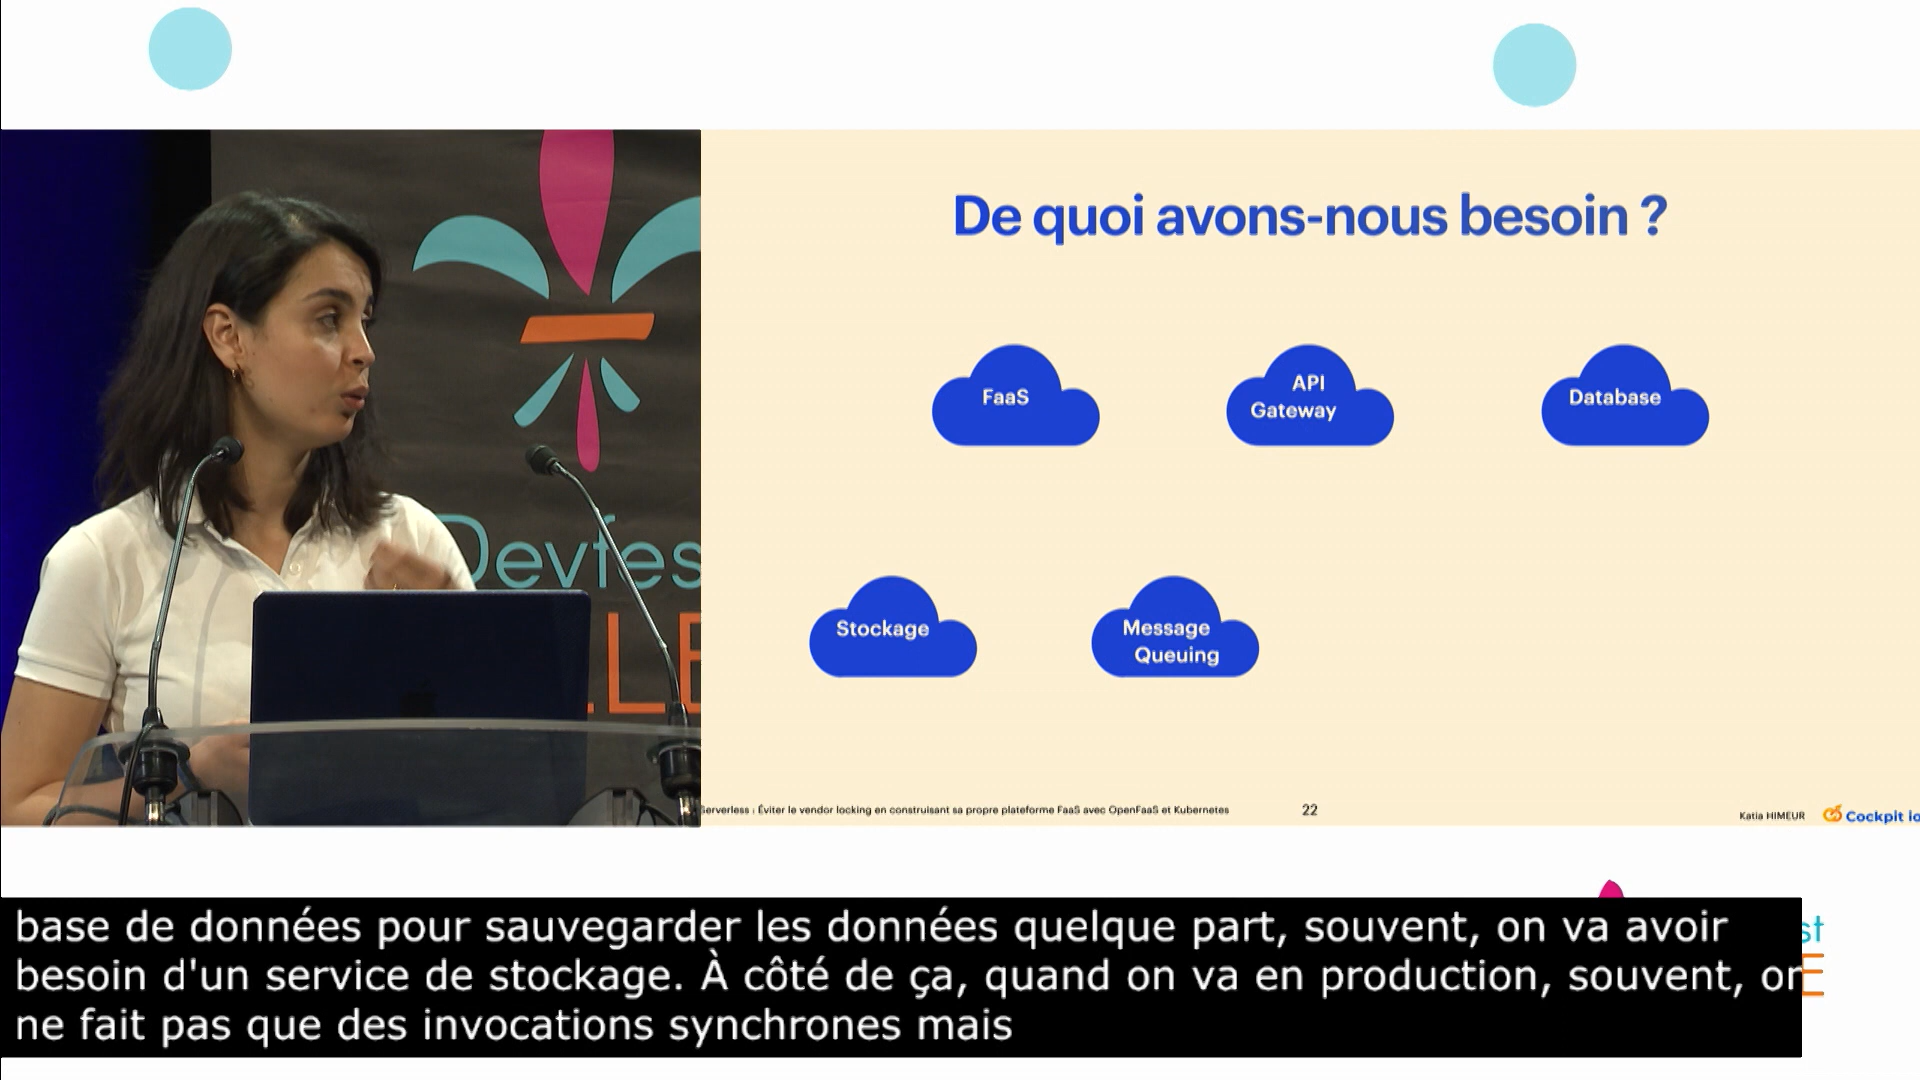 De quoi avons-nous besoin ?
FaaS
API
Gateway
Database
Stockage
Message
Queuing
Serverless : Éviter le vendor locking en construisant sa propre plateforme FaaS avec OpenFaaS et Kubernetes
22
Katia HIMEUR
Cockpit io
Devfes
LLE
base de données pour sauvegarder les données quelque part, souvent, on va avoir
besoin d'un service de stockage. À côté de ça, quand on va en production, souvent, on
ne fait pas que des invocations synchrones mais
st
E